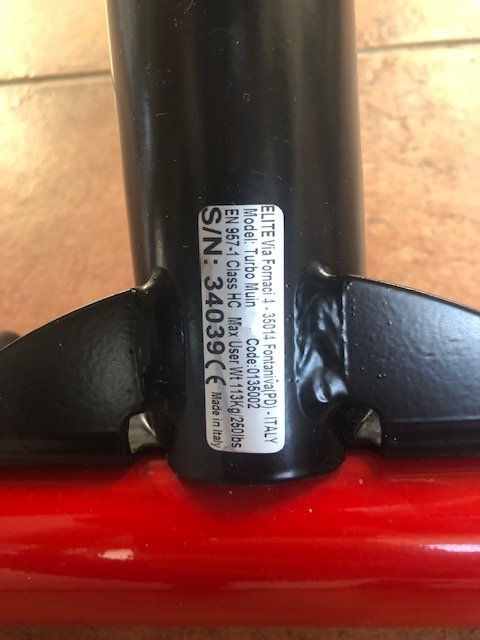 ELITE Via Fornaci 4 - 35014 Fontaniva(PD) -ITALY
Model: Turbo Muin Code:0135002
EN 957-1 Class HC Max User Wt 113Kg/250lbs
S/N: 34039 CE Made in Italy